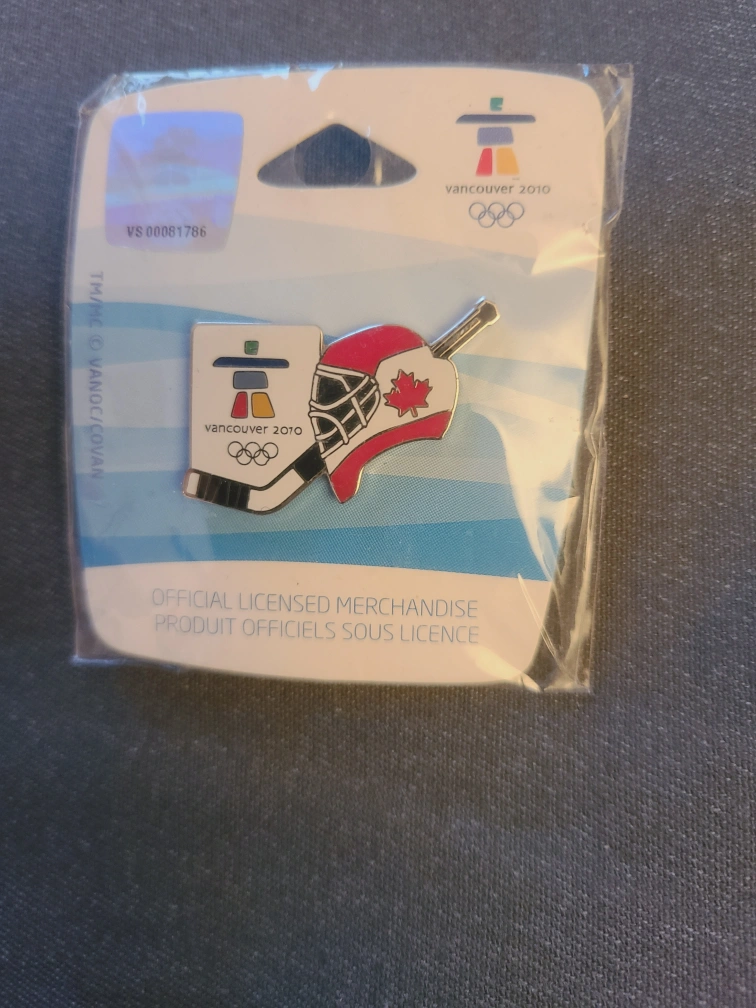 VS 00081786
vancouver 2010
TM/MC © VANOC/COVAN
vancouver 2010
OFFICIAL LICENSED MERCHANDISE
PRODUIT OFFICIELS SOUS LICENCE